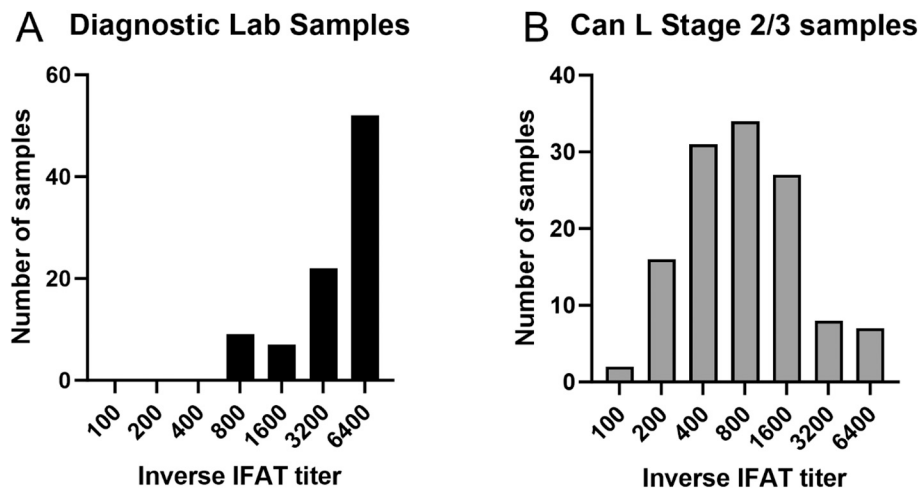 A Diagnostic Lab Samples
Number of samples
60
40
20
0
100 200 400 800 1600 3200 6400
Inverse IFAT titer
B Can L Stage 2/3 samples
Number of samples
40
30
20
10
0
100 200 400 800 1600 3200 6400
Inverse IFAT titer